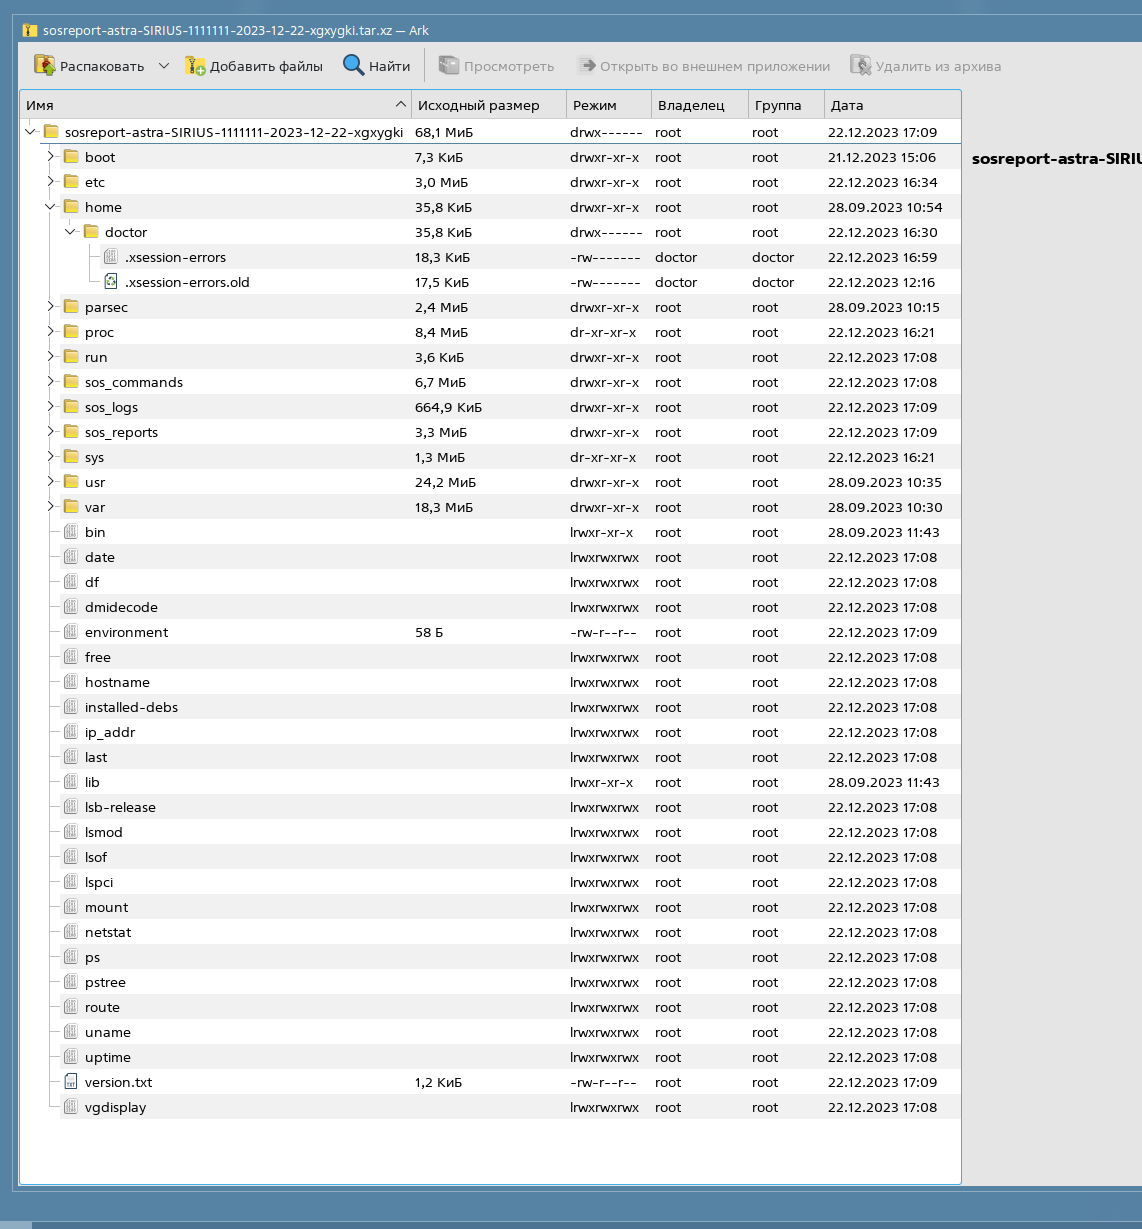 sosreport-astra-SIRIUS-1111111-2023-12-22-xgxygki.tar.xz — Ark
Распаковать Добавить файлы Найти Просмотреть Открыть во внешнем приложении Удалить из архива
Имя Исходный размер Режим Владелец Группа Дата
sosreport-astra-SIRIUS-1111111-2023-12-22-xgxygki 68,1 МиБ drwx------ root root 22.12.2023 17:09
boot 7,3 КиБ drwxr-xr-x root root 21.12.2023 15:06
sosreport-astra-SIRIU
etc 3,0 МиБ drwxr-xr-x root root 22.12.2023 16:34
home 35,8 КиБ drwxr-xr-x root root 28.09.2023 10:54
doctor 35,8 КиБ drwx------ root root 22.12.2023 16:30
.xsession-errors 18,3 КиБ -rw------- doctor doctor 22.12.2023 16:59
.xsession-errors.old 17,5 КиБ -rw------- doctor doctor 22.12.2023 12:16
parsec 2,4 МиБ drwxr-xr-x root root 28.09.2023 10:15
proc 8,4 МиБ dr-xr-xr-x root root 22.12.2023 16:21
run 3,6 КиБ drwxr-xr-x root root 22.12.2023 17:08
sos_commands 6,7 МиБ drwxr-xr-x root root 22.12.2023 17:08
sos_logs 664,9 КиБ drwxr-xr-x root root 22.12.2023 17:09
sos_reports 3,3 МиБ drwxr-xr-x root root 22.12.2023 17:09
sys 1,3 МиБ dr-xr-xr-x root root 22.12.2023 16:21
usr 24,2 МиБ drwxr-xr-x root root 28.09.2023 10:35
var 18,3 МиБ drwxr-xr-x root root 28.09.2023 10:30
bin lrwxr-xr-x root root 28.09.2023 11:43
date lrwxrwxrwx root root 22.12.2023 17:08
df lrwxrwxrwx root root 22.12.2023 17:08
dmidecode lrwxrwxrwx root root 22.12.2023 17:08
environment 58 Б -rw-r--r-- root root 22.12.2023 17:09
free lrwxrwxrwx root root 22.12.2023 17:08
hostname lrwxrwxrwx root root 22.12.2023 17:08
installed-debs lrwxrwxrwx root root 22.12.2023 17:08
ip_addr lrwxrwxrwx root root 22.12.2023 17:08
last lrwxrwxrwx root root 22.12.2023 17:08
lib lrwxr-xr-x root root 28.09.2023 11:43
lsb-release lrwxrwxrwx root root 22.12.2023 17:08
lsmod lrwxrwxrwx root root 22.12.2023 17:08
lsof lrwxrwxrwx root root 22.12.2023 17:08
lspci lrwxrwxrwx root root 22.12.2023 17:08
mount lrwxrwxrwx root root 22.12.2023 17:08
netstat lrwxrwxrwx root root 22.12.2023 17:08
ps lrwxrwxrwx root root 22.12.2023 17:08
pstree lrwxrwxrwx root root 22.12.2023 17:08
route lrwxrwxrwx root root 22.12.2023 17:08
uname lrwxrwxrwx root root 22.12.2023 17:08
uptime lrwxrwxrwx root root 22.12.2023 17:08
version.txt 1,2 КиБ -rw-r--r-- root root 22.12.2023 17:09
vgdisplay lrwxrwxrwx root root 22.12.2023 17:08